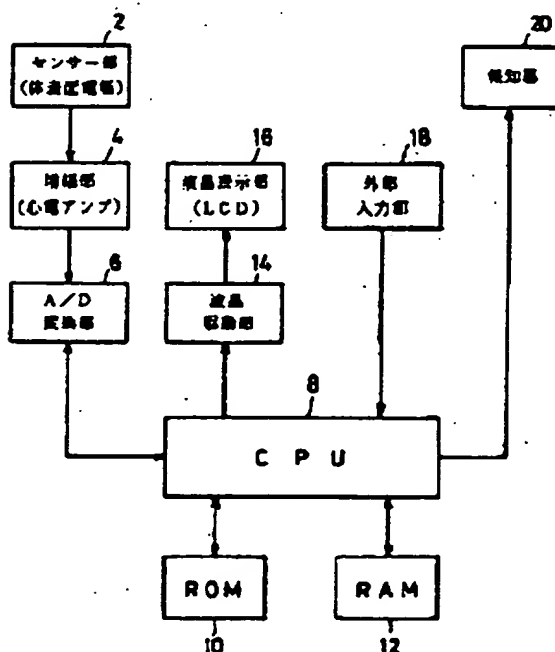 2
センサー部
(体表面電極)
20
報知器
4
増幅部
(心電アンプ)
16
液晶表示部
(LCD)
18
外部
入力部
6
A/D
変換部
14
液晶
駆動部
8
CPU
ROM
10
RAM
12